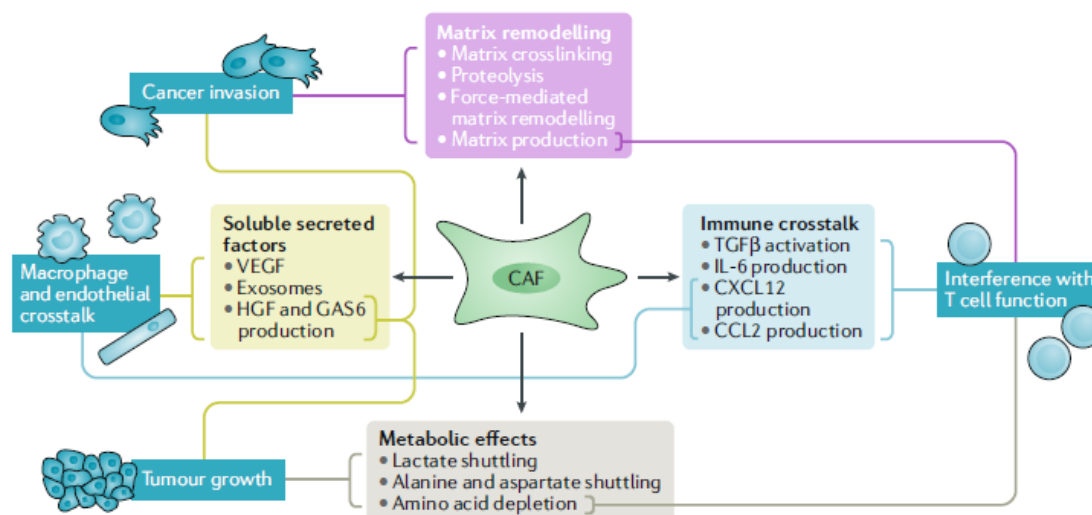 Matrix remodelling
• Matrix crosslinking
• Proteolysis
• Force-mediated
matrix remodelling
• Matrix production
Cancer invasion
Soluble secreted
factors
• VEGF
• Exosomes
• HGF and GAS6
production
Macrophage
and endothelial
crosstalk
CAF
Immune crosstalk
• TGFβ activation
• IL-6 production
• CXCL12
production
• CCL2 production
Interference with
T cell function
Metabolic effects
• Lactate shuttling
• Alanine and aspartate shuttling
• Amino acid depletion
Tumour growth